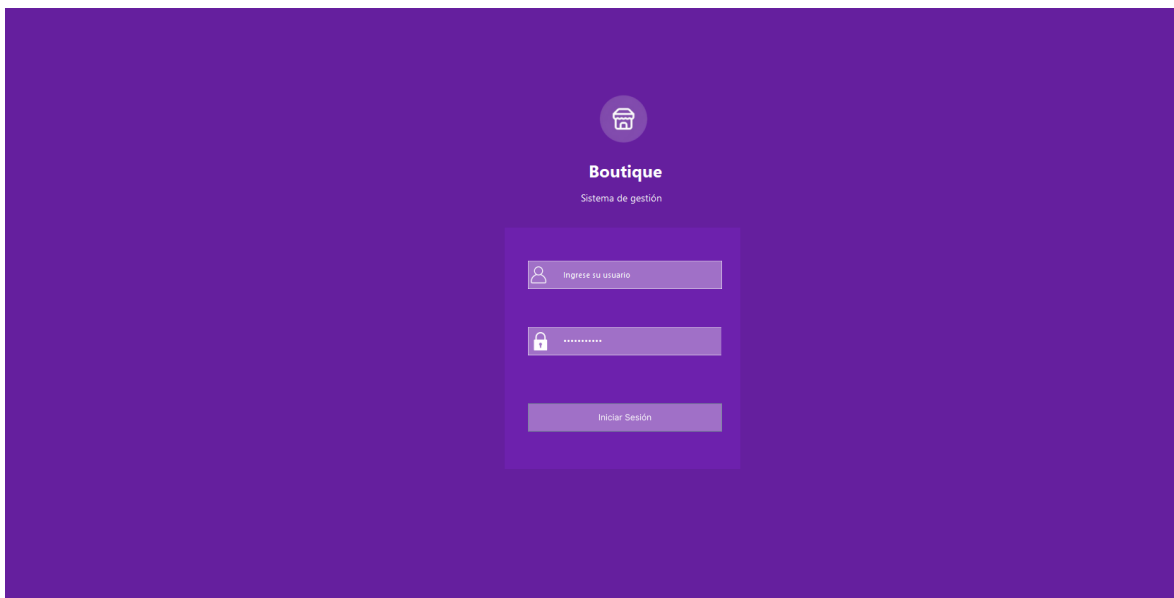 Boutique
Sistema de gestión
Ingrese su usuario
•••••••••••
Iniciar Sesión